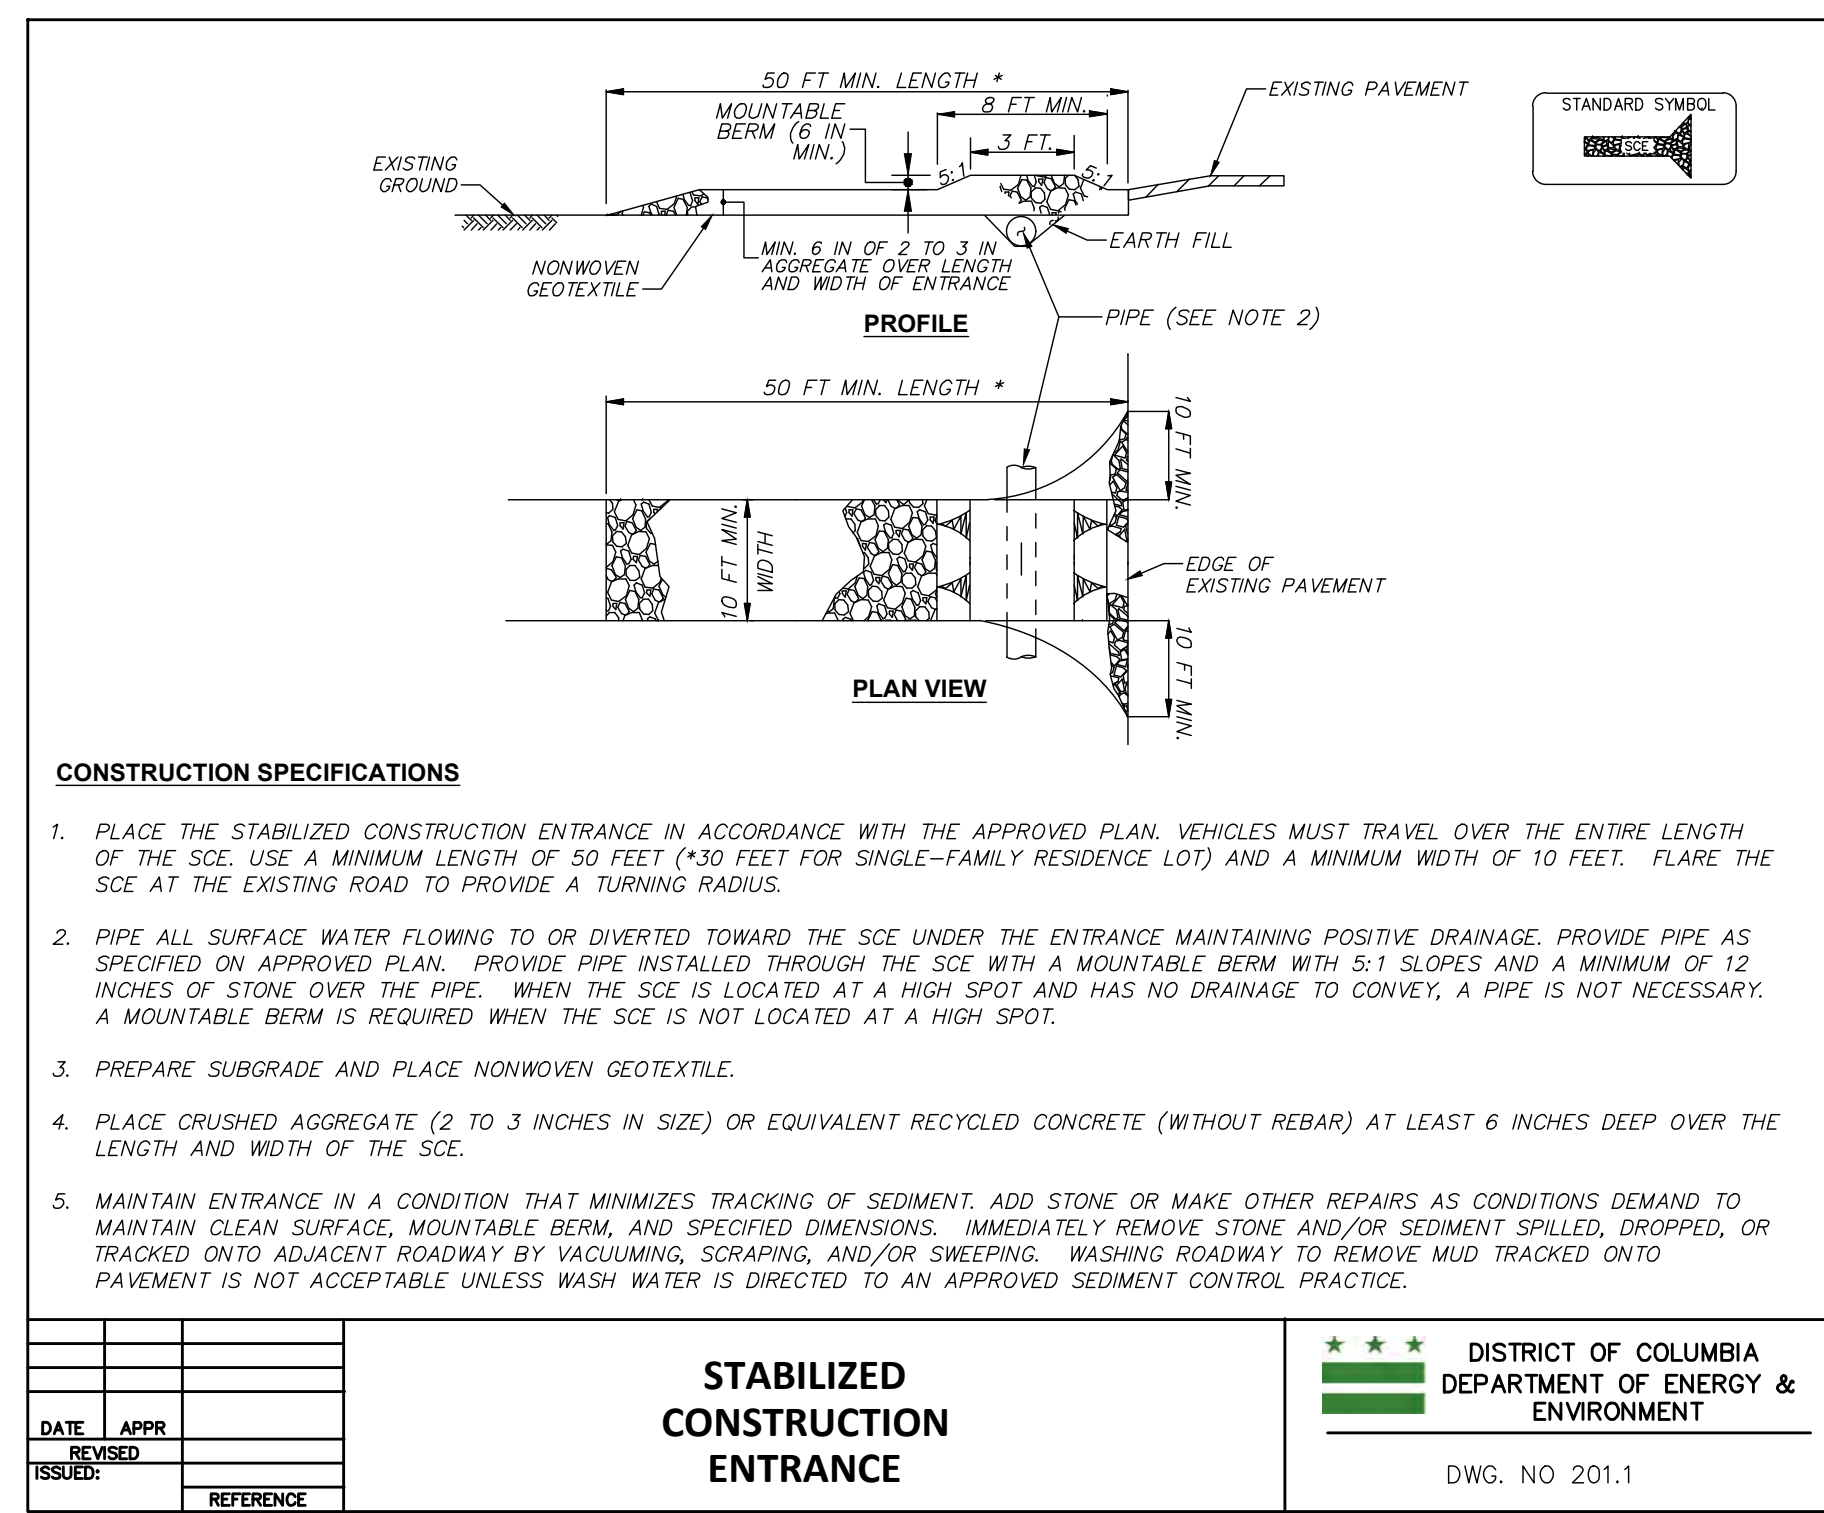 50 FT MIN. LENGTH *
8 FT MIN.
3 FT.
MOUNTABLE
BERM (6 IN
MIN.)
5:1
5:1
EXISTING PAVEMENT
STANDARD SYMBOL
SCE
EXISTING
GROUND
EARTH FILL
NONWOVEN
GEOTEXTILE
MIN. 6 IN OF 2 TO 3 IN
AGGREGATE OVER LENGTH
AND WIDTH OF ENTRANCE
PROFILE
PIPE (SEE NOTE 2)
50 FT MIN. LENGTH *
10 FT MIN.
10 FT MIN.
WIDTH
EDGE OF
EXISTING PAVEMENT
10 FT MIN.
PLAN VIEW
CONSTRUCTION SPECIFICATIONS
1. PLACE THE STABILIZED CONSTRUCTION ENTRANCE IN ACCORDANCE WITH THE APPROVED PLAN. VEHICLES MUST TRAVEL OVER THE ENTIRE LENGTH
OF THE SCE. USE A MINIMUM LENGTH OF 50 FEET (*30 FEET FOR SINGLE-FAMILY RESIDENCE LOT) AND A MINIMUM WIDTH OF 10 FEET. FLARE THE
SCE AT THE EXISTING ROAD TO PROVIDE A TURNING RADIUS.
2. PIPE ALL SURFACE WATER FLOWING TO OR DIVERTED TOWARD THE SCE UNDER THE ENTRANCE MAINTAINING POSITIVE DRAINAGE. PROVIDE PIPE AS
SPECIFIED ON APPROVED PLAN. PROVIDE PIPE INSTALLED THROUGH THE SCE WITH A MOUNTABLE BERM WITH 5:1 SLOPES AND A MINIMUM OF 12
INCHES OF STONE OVER THE PIPE. WHEN THE SCE IS LOCATED AT A HIGH SPOT AND HAS NO DRAINAGE TO CONVEY, A PIPE IS NOT NECESSARY.
A MOUNTABLE BERM IS REQUIRED WHEN THE SCE IS NOT LOCATED AT A HIGH SPOT.
3. PREPARE SUBGRADE AND PLACE NONWOVEN GEOTEXTILE.
4. PLACE CRUSHED AGGREGATE (2 TO 3 INCHES IN SIZE) OR EQUIVALENT RECYCLED CONCRETE (WITHOUT REBAR) AT LEAST 6 INCHES DEEP OVER THE
LENGTH AND WIDTH OF THE SCE.
5. MAINTAIN ENTRANCE IN A CONDITION THAT MINIMIZES TRACKING OF SEDIMENT. ADD STONE OR MAKE OTHER REPAIRS AS CONDITIONS DEMAND TO
MAINTAIN CLEAN SURFACE, MOUNTABLE BERM, AND SPECIFIED DIMENSIONS. IMMEDIATELY REMOVE STONE AND/OR SEDIMENT SPILLED, DROPPED, OR
TRACKED ONTO ADJACENT ROADWAY BY VACUUMING, SCRAPING, AND/OR SWEEPING. WASHING ROADWAY TO REMOVE MUD TRACKED ONTO
PAVEMENT IS NOT ACCEPTABLE UNLESS WASH WATER IS DIRECTED TO AN APPROVED SEDIMENT CONTROL PRACTICE.
DATE APPR
REVISED
ISSUED:
REFERENCE
STABILIZED
CONSTRUCTION
ENTRANCE
DISTRICT OF COLUMBIA
DEPARTMENT OF ENERGY &
ENVIRONMENT
DWG. NO 201.1